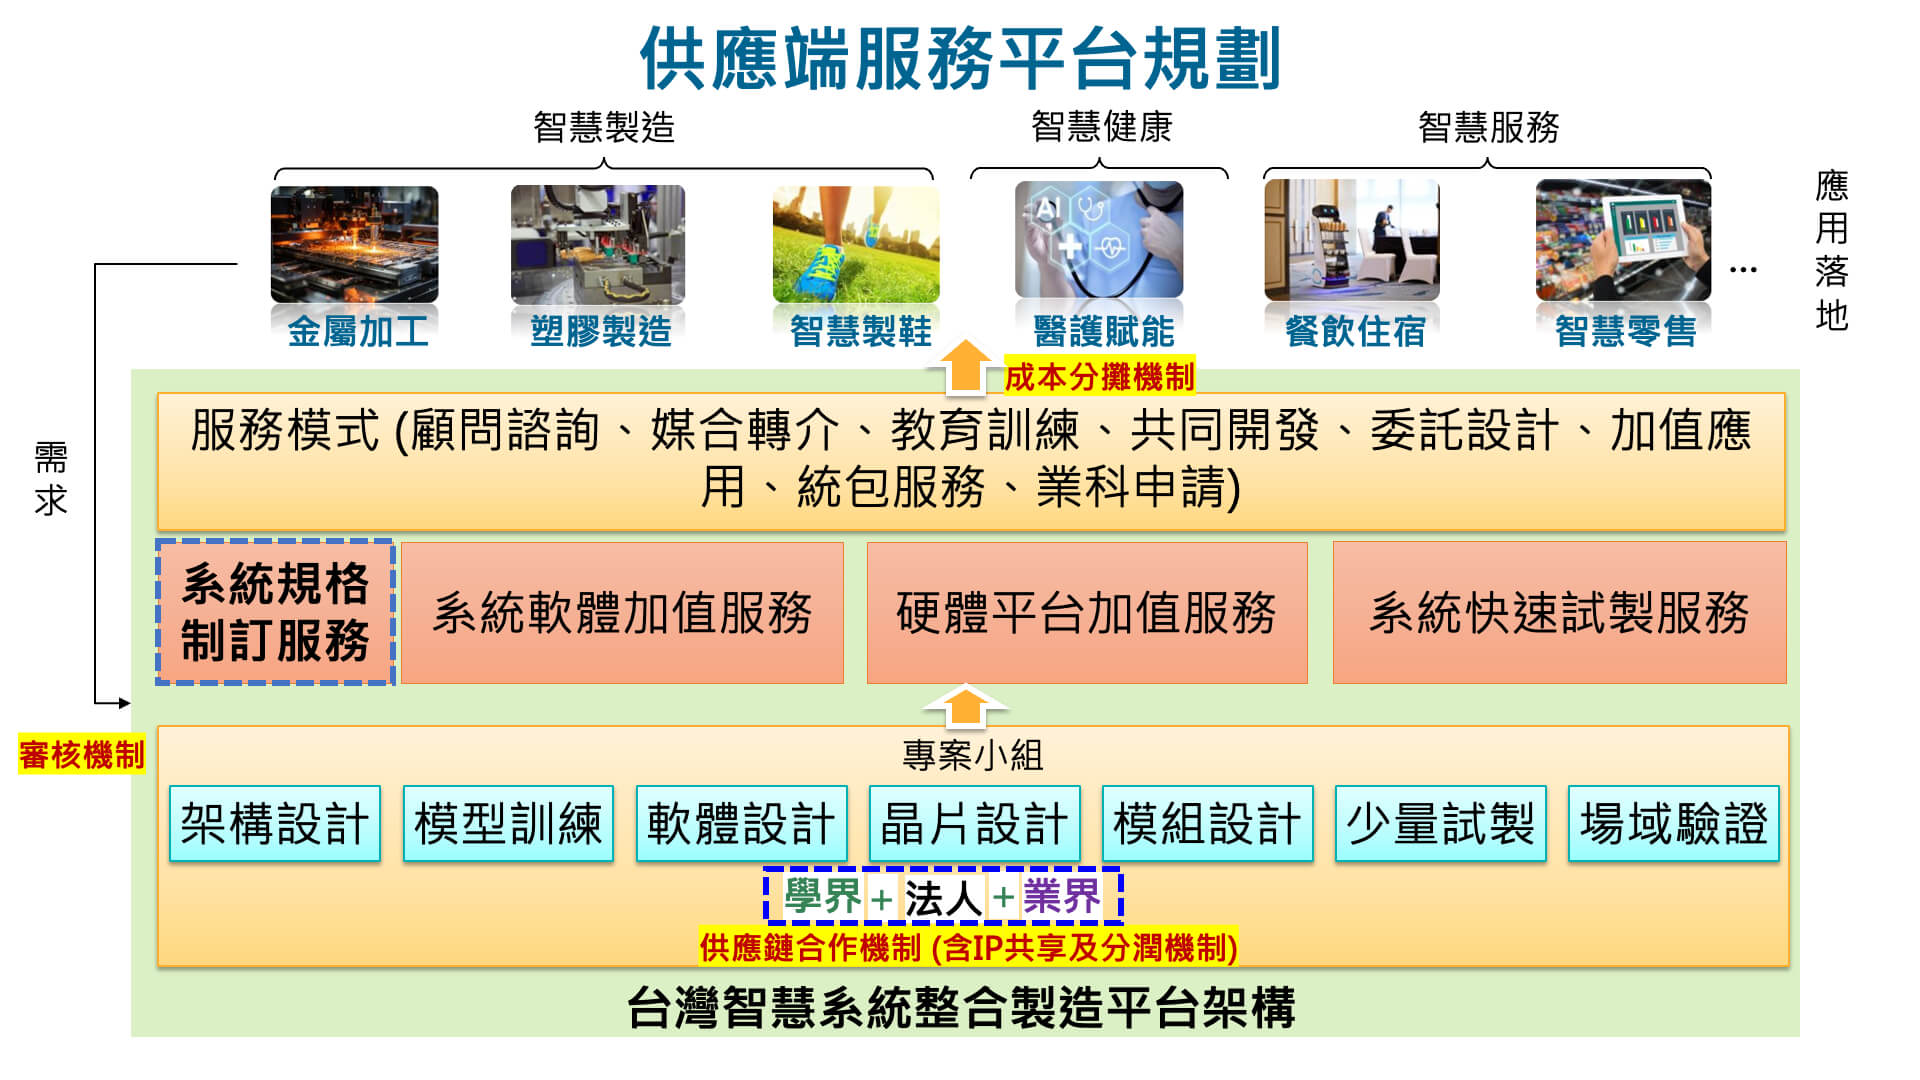 供應端服務平台規劃
智慧製造
智慧健康
智慧服務
應用落地
AI
金屬加工
塑膠製造
智慧製鞋
醫護賦能
餐飲住宿
智慧零售
...
成本分攤機制
需求
服務模式 (顧問諮詢、媒合轉介、教育訓練、共同開發、委託設計、加值應
用、統包服務、業科申請)
系統規格
制訂服務
系統軟體加值服務
硬體平台加值服務
系統快速試製服務
審核機制
專案小組
架構設計
模型訓練
軟體設計
晶片設計
模組設計
少量試製
場域驗證
學界 + 法人 + 業界
供應鏈合作機制 (含IP共享及分潤機制)
台灣智慧系統整合製造平台架構